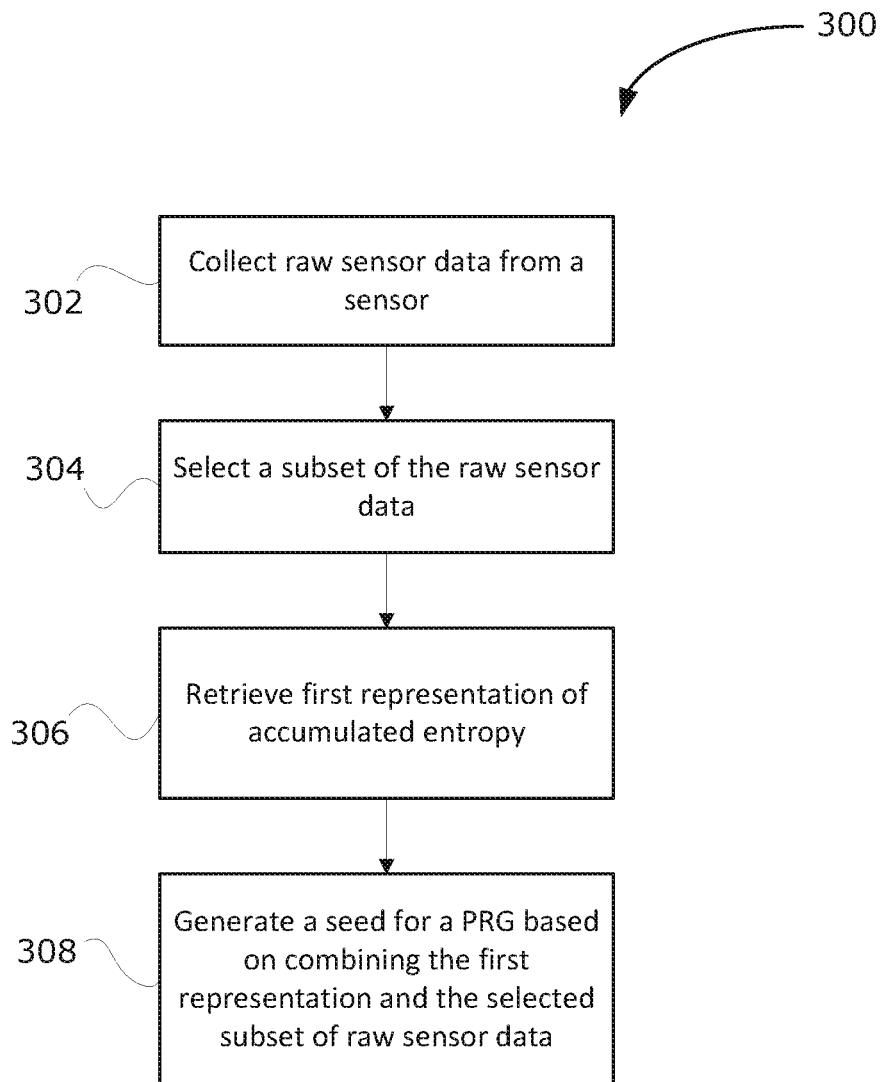 300
302
Collect raw sensor data from a
sensor
304
Select a subset of the raw sensor
data
306
Retrieve first representation of
accumulated entropy
308
Generate a seed for a PRG based
on combining the first
representation and the selected
subset of raw sensor data